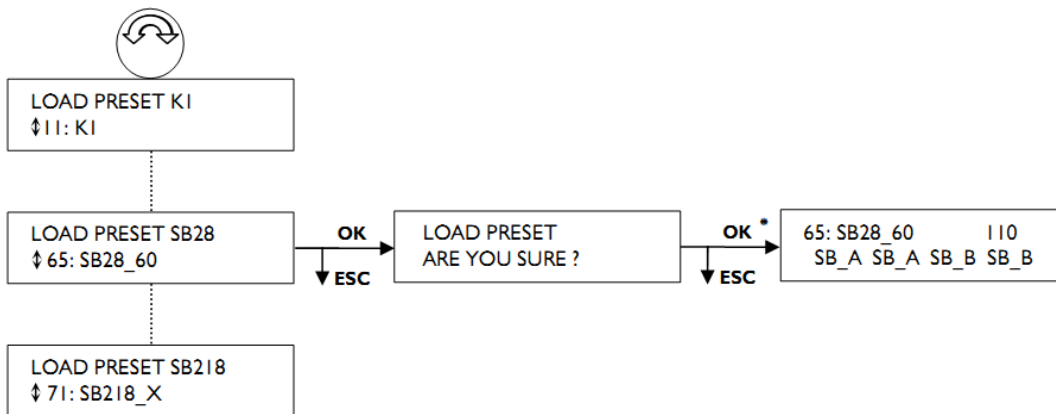 LOAD PRESET K1
⇕11: K1
LOAD PRESET SB28
⇕ 65: SB28_60
OK
ESC
LOAD PRESET
ARE YOU SURE ?
OK *
ESC
65: SB28_60 110
SB_A SB_A SB_B SB_B
LOAD PRESET SB218
⇕ 71: SB218_X